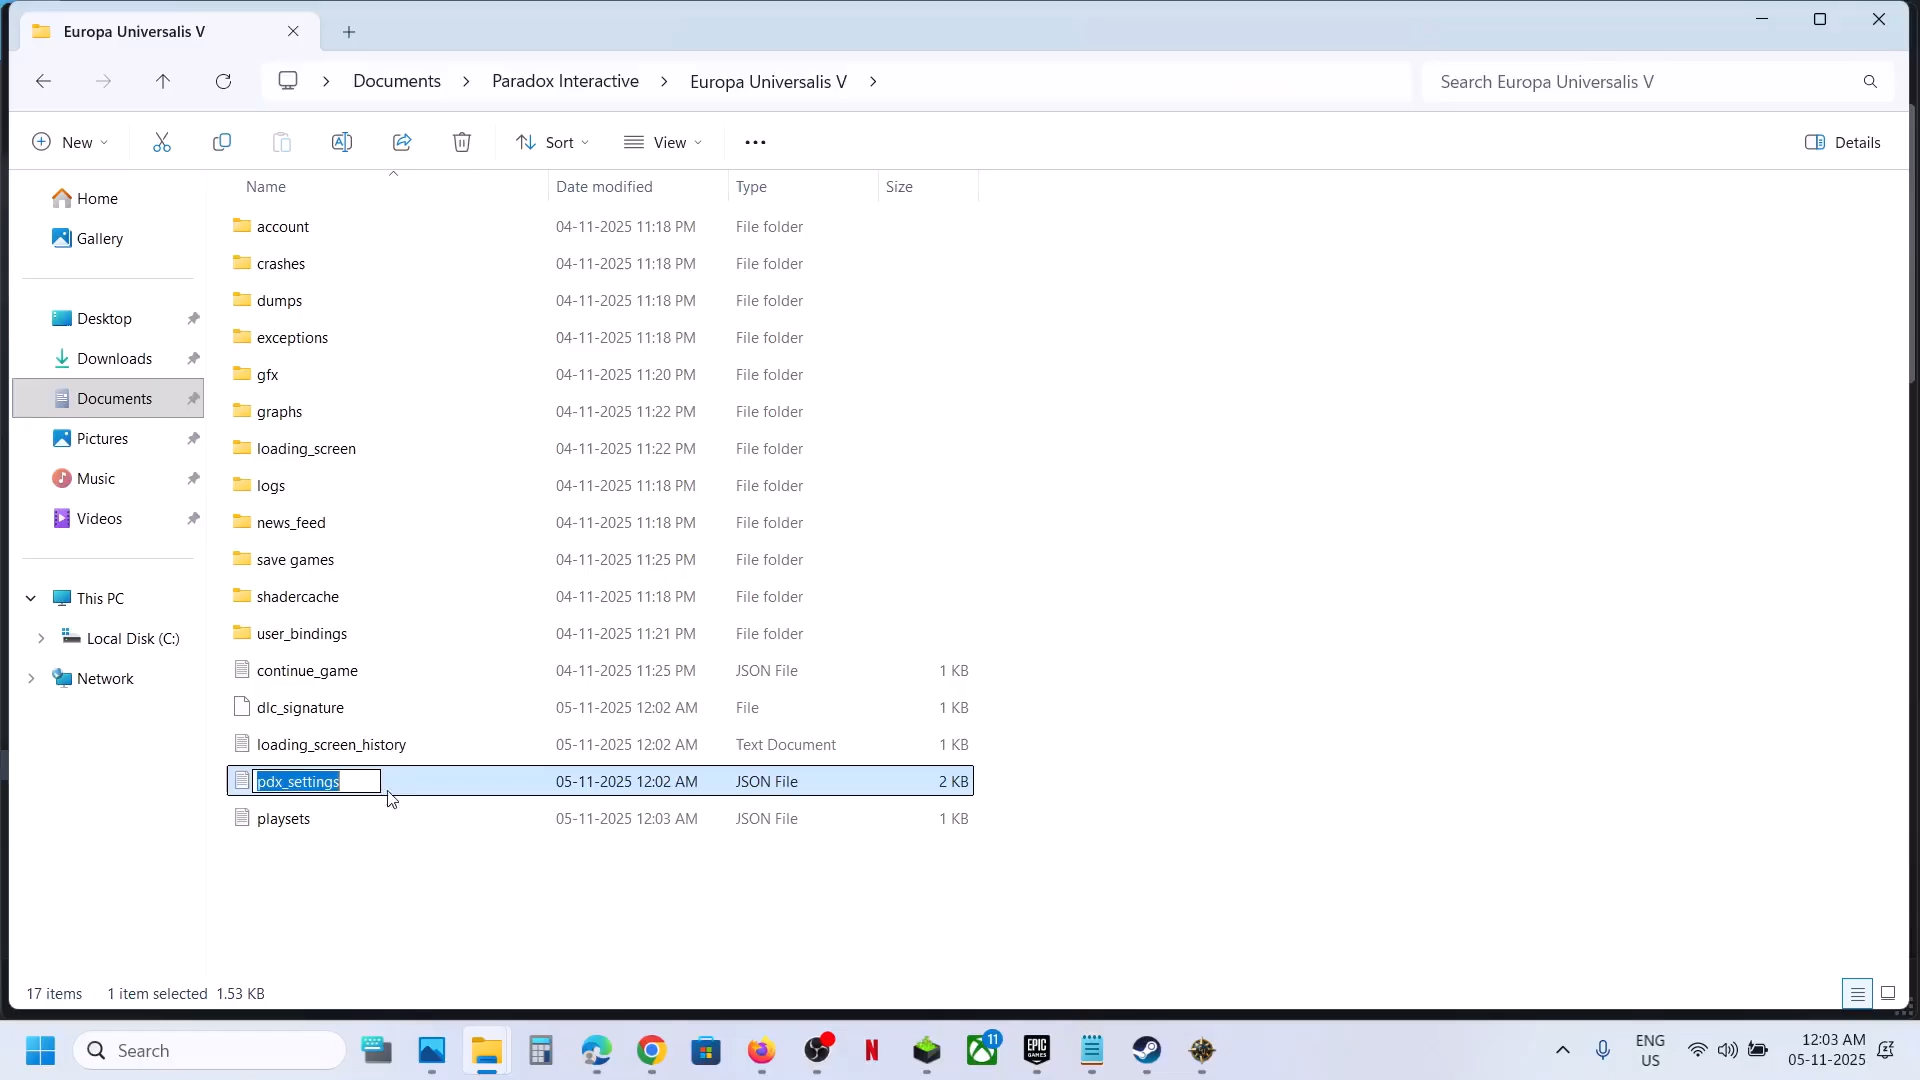 Europa Universalis V
Documents
Paradox Interactive
Europa Universalis V
Search Europa Universalis V
New
Sort
View
Details
Name
Date modified
Type
Size
Home
Gallery
Desktop
Downloads
Documents
Pictures
Music
Videos
This PC
Local Disk (C:)
Network
account 04-11-2025 11:18 PM File folder
crashes 04-11-2025 11:18 PM File folder
dumps 04-11-2025 11:18 PM File folder
exceptions 04-11-2025 11:18 PM File folder
gfx 04-11-2025 11:20 PM File folder
graphs 04-11-2025 11:22 PM File folder
loading_screen 04-11-2025 11:22 PM File folder
logs 04-11-2025 11:18 PM File folder
news_feed 04-11-2025 11:18 PM File folder
save games 04-11-2025 11:25 PM File folder
shadercache 04-11-2025 11:18 PM File folder
user_bindings 04-11-2025 11:21 PM File folder
continue_game 04-11-2025 11:25 PM JSON File 1 KB
dlc_signature 05-11-2025 12:02 AM File 1 KB
loading_screen_history 05-11-2025 12:02 AM Text Document 1 KB
pdx_settings 05-11-2025 12:02 AM JSON File 2 KB
playsets 05-11-2025 12:03 AM JSON File 1 KB
17 items 1 item selected 1.53 KB
Search
N
11
EPIC
GAMES
ENG
US
12:03 AM
05-11-2025